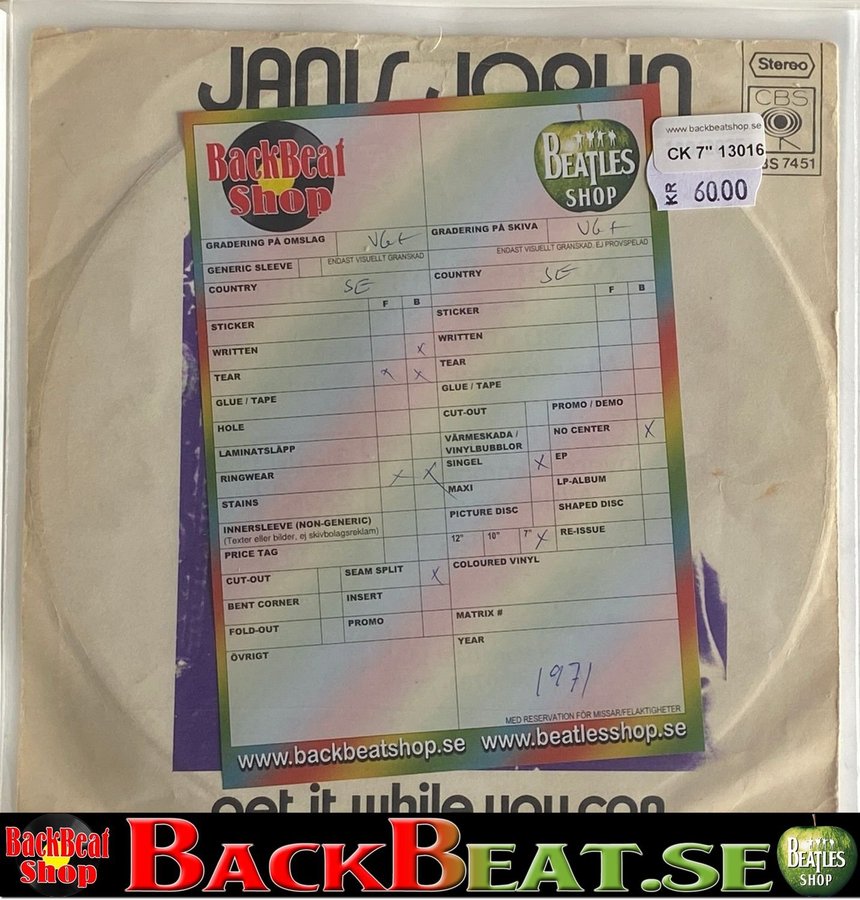 JANIS JOPLIN
Stereo
CBS
BS 7451
www.backbeatshop.se
CK 7" 13016
KR 60.00
BackBeat
Shop
BEATLES
SHOP
GRADERING PÅ OMSLAG VG+
ENDAST VISUELLT GRANSKAD
GENERIC SLEEVE
COUNTRY SE
F B
STICKER
WRITTEN x
TEAR x x
GLUE / TAPE
HOLE
LAMINATSLÄPP
RINGWEAR x x
STAINS
INNERSLEEVE (NON-GENERIC)
(Texter eller bilder, ej skivbolagsreklam)
PRICE TAG
CUT-OUT SEAM SPLIT x
BENT CORNER INSERT
FOLD-OUT PROMO
ÖVRIGT
GRADERING PÅ SKIVA VG+
ENDAST VISUELLT GRANSKAD, EJ PROVSPELAD
COUNTRY SE
F B
STICKER
WRITTEN
TEAR
GLUE / TAPE
CUT-OUT PROMO / DEMO
VÄRMESKADA / NO CENTER x
VINYLBUBBLOR
SINGEL x EP
MAXI LP-ALBUM
PICTURE DISC SHAPED DISC
12" 10" 7" x RE-ISSUE
COLOURED VINYL
MATRIX #
YEAR
1971
MED RESERVATION FÖR MISSAR/FELAKTIGHETER
www.backbeatshop.se www.beatlesshop.se
get it while you can
BackBeat
Shop
BACKBEAT.SE
BEATLES
SHOP